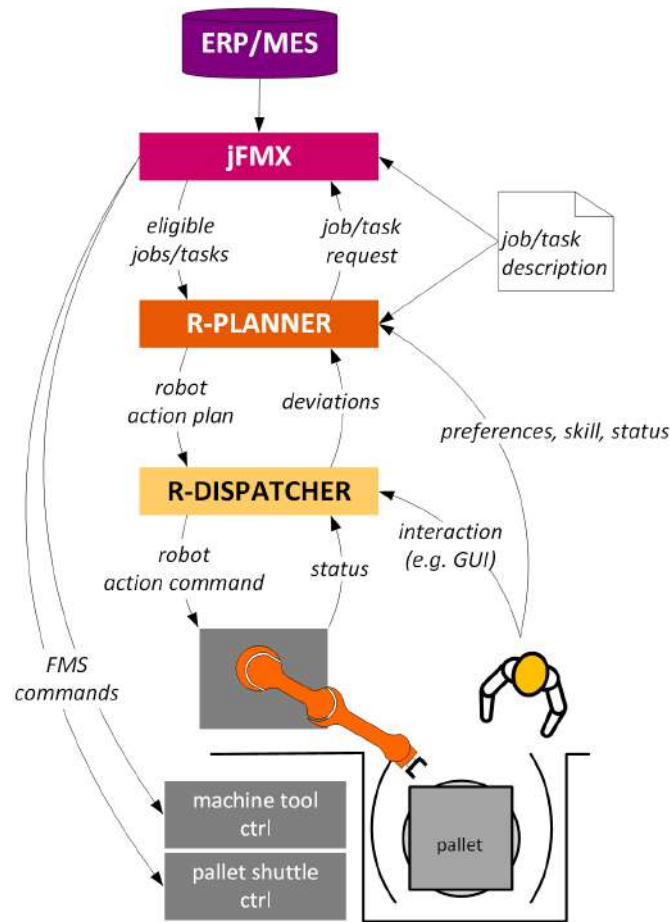 ERP/MES
jFMX
eligible
jobs/tasks
job/task
request
job/task
description
R-PLANNER
robot
action plan
deviations
preferences, skill, status
R-DISPATCHER
robot
action command
status
interaction
(e.g. GUI)
FMS
commands
machine tool
ctrl
pallet shuttle
ctrl
pallet